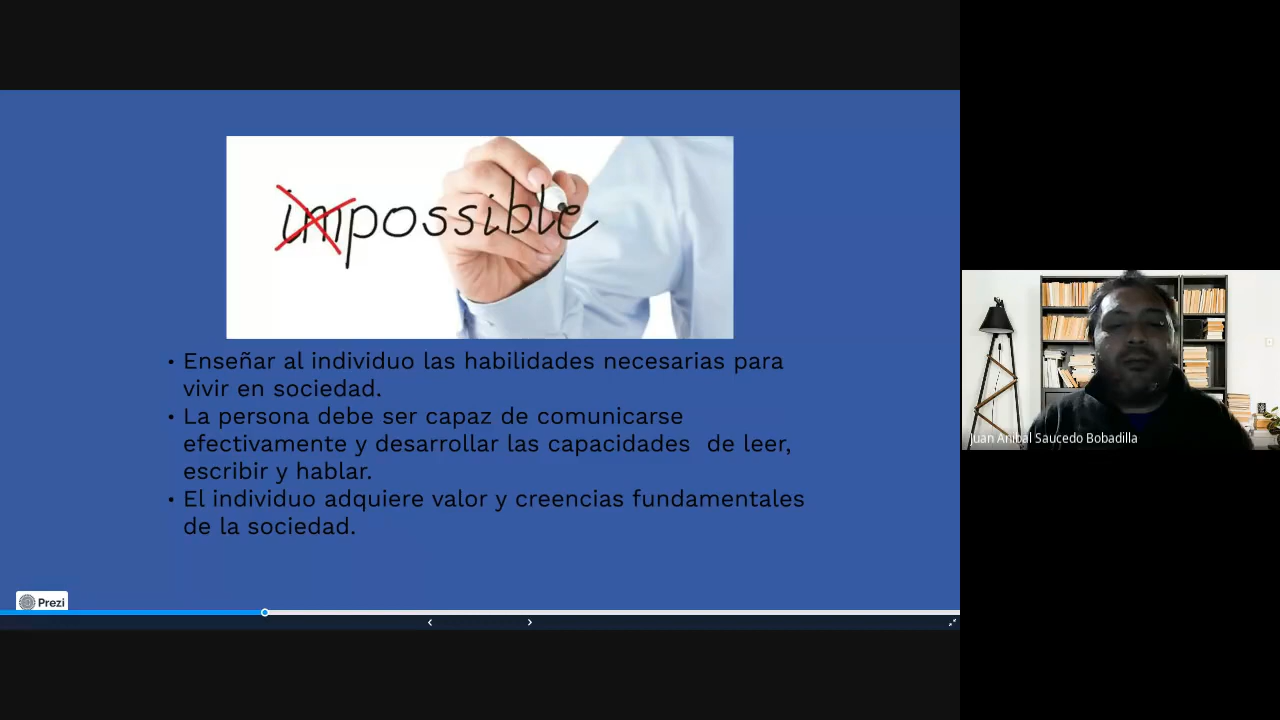 impossible
• Enseñar al individuo las habilidades necesarias para
vivir en sociedad.
• La persona debe ser capaz de comunicarse
efectivamente y desarrollar las capacidades  de leer,
escribir y hablar.
• El individuo adquiere valor y creencias fundamentales
de la sociedad.
Prezi
Juan Anibal Saucedo Bobadilla